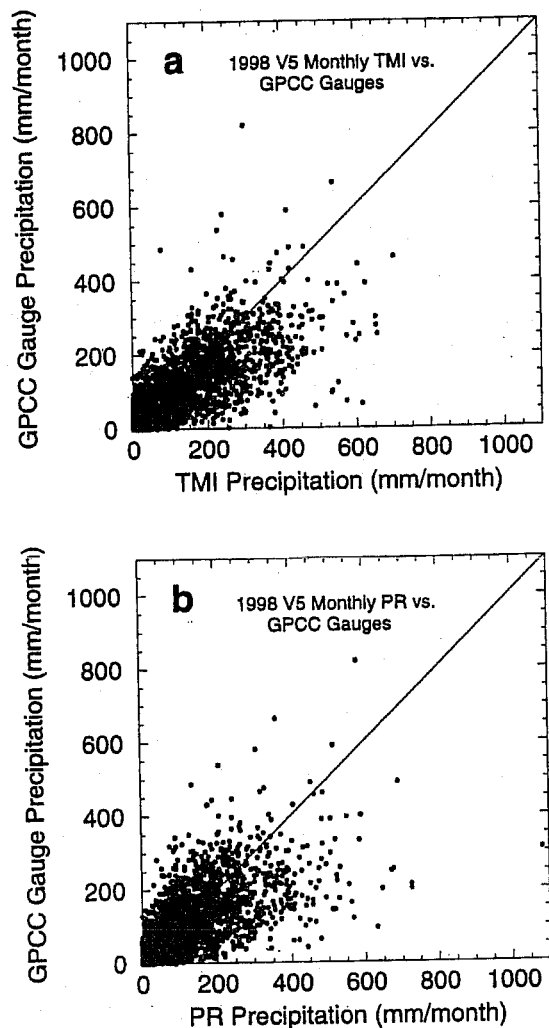 a
1998 V5 Monthly TMI vs.
GPCC Gauges
GPCC Gauge Precipitation (mm/month)
1000
800
600
400
200
0
0 200 400 600 800 1000
TMI Precipitation (mm/month)
b
1998 V5 Monthly PR vs.
GPCC Gauges
GPCC Gauge Precipitation (mm/month)
1000
800
600
400
200
0
0 200 400 600 800 1000
PR Precipitation (mm/month)